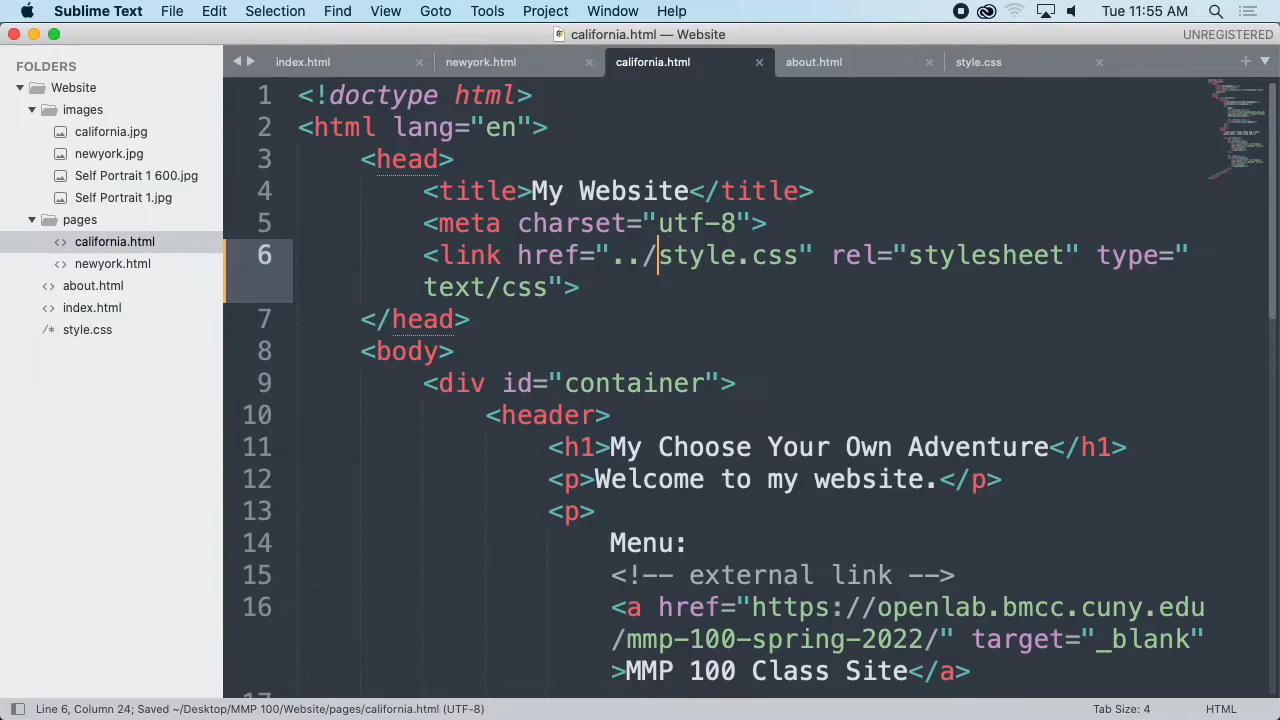 Sublime Text File Edit Selection Find View Goto Tools Project Window Help Tue 11:55 AM
california.html — Website UNREGISTERED
FOLDERS
Website
images
california.jpg
newyork.jpg
Self Portrait 1 600.jpg
Self Portrait 1.jpg
pages
california.html
newyork.html
about.html
index.html
/* style.css
index.html × newyork.html × california.html × about.html × style.css × +
1 <!doctype html>
2 <html lang="en">
3 <head>
4 <title>My Website</title>
5 <meta charset="utf-8">
6 <link href="../style.css" rel="stylesheet" type="
text/css">
7 </head>
8 <body>
9 <div id="container">
10 <header>
11 <h1>My Choose Your Own Adventure</h1>
12 <p>Welcome to my website.</p>
13 <p>
14 Menu:
15 <!-- external link -->
16 <a href="https://openlab.bmcc.cuny.edu
/mmp-100-spring-2022/" target="_blank"
>MMP 100 Class Site</a>
Line 6, Column 24; Saved ~/Desktop/MMP 100/Website/pages/california.html (UTF-8) Tab Size: 4 HTML